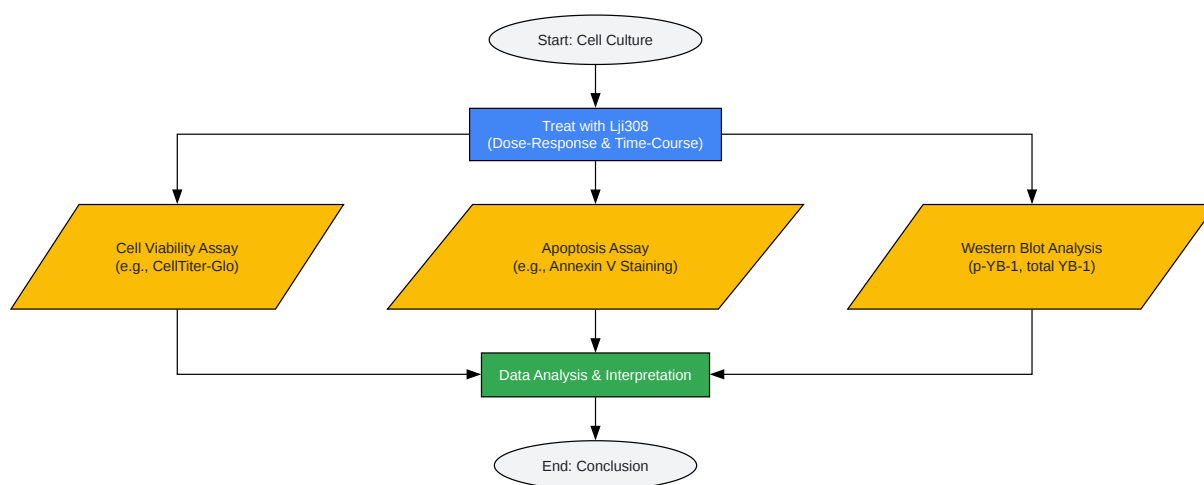 Start: Cell Culture
Treat with Lji308
(Dose-Response & Time-Course)
Cell Viability Assay
(e.g., CellTiter-Glo)
Apoptosis Assay
(e.g., Annexin V Staining)
Western Blot Analysis
(p-YB-1, total YB-1)
Data Analysis & Interpretation
End: Conclusion